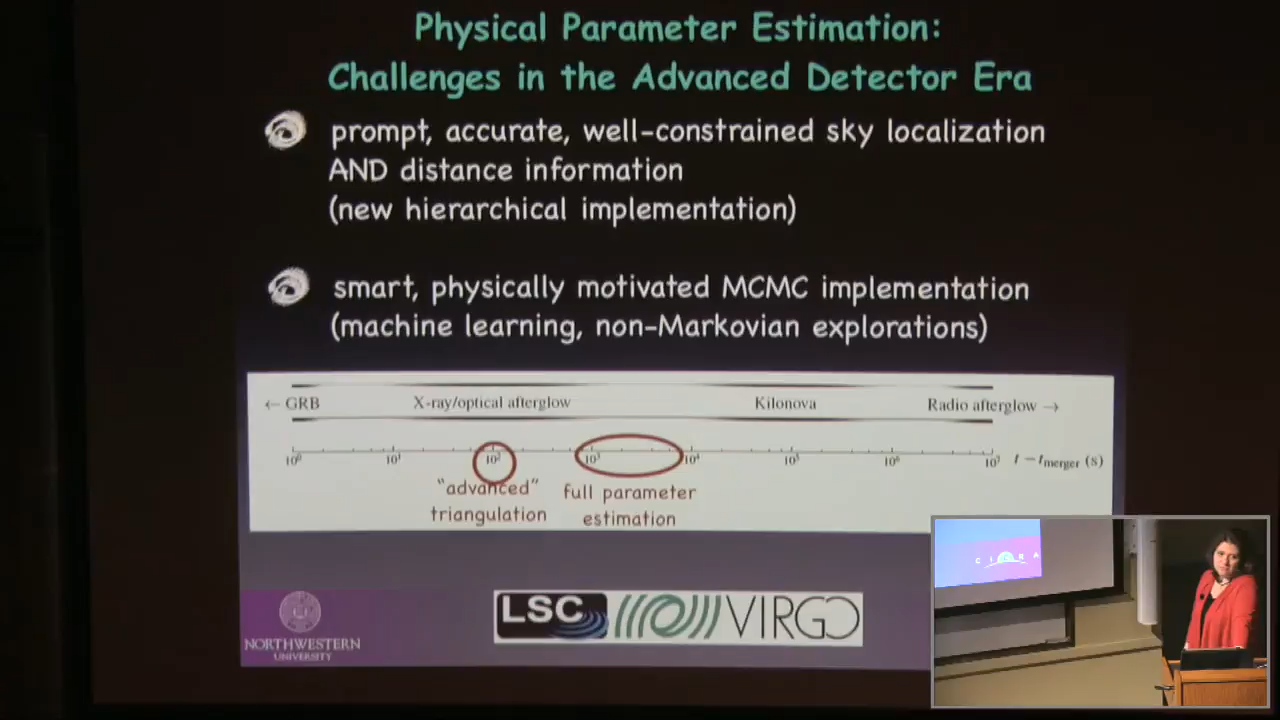 Physical Parameter Estimation:
Challenges in the Advanced Detector Era
prompt, accurate, well-constrained sky localization
AND distance information
(new hierarchical implementation)
smart, physically motivated MCMC implementation
(machine learning, non-Markovian explorations)
← GRB X-ray/optical afterglow Kilonova Radio afterglow →
10⁰ 10¹ 10² 10³ 10⁴ 10⁵ 10⁶ 10⁷ t − tmerger (s)
"advanced" full parameter
triangulation estimation
LSC VIRGO
NORTHWESTERN
UNIVERSITY
C I E R A